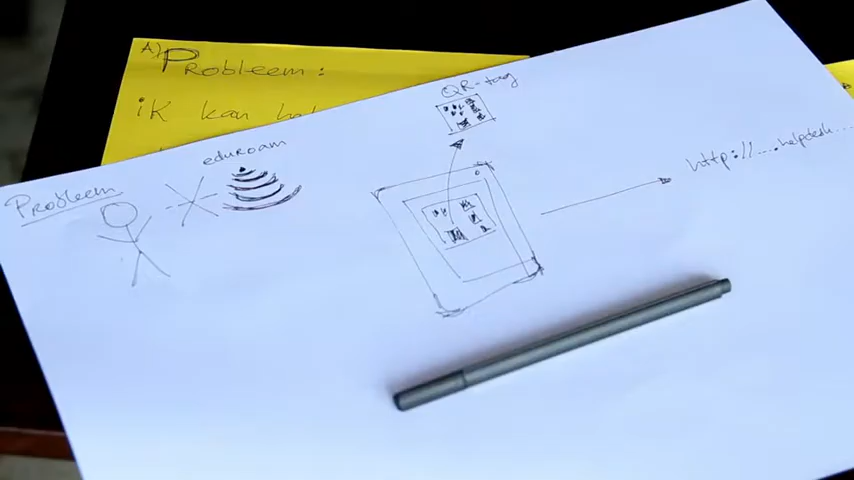 A) Probleem :
ik kan
QR-tag
eduroam
Probleem
http://....helpdesk....